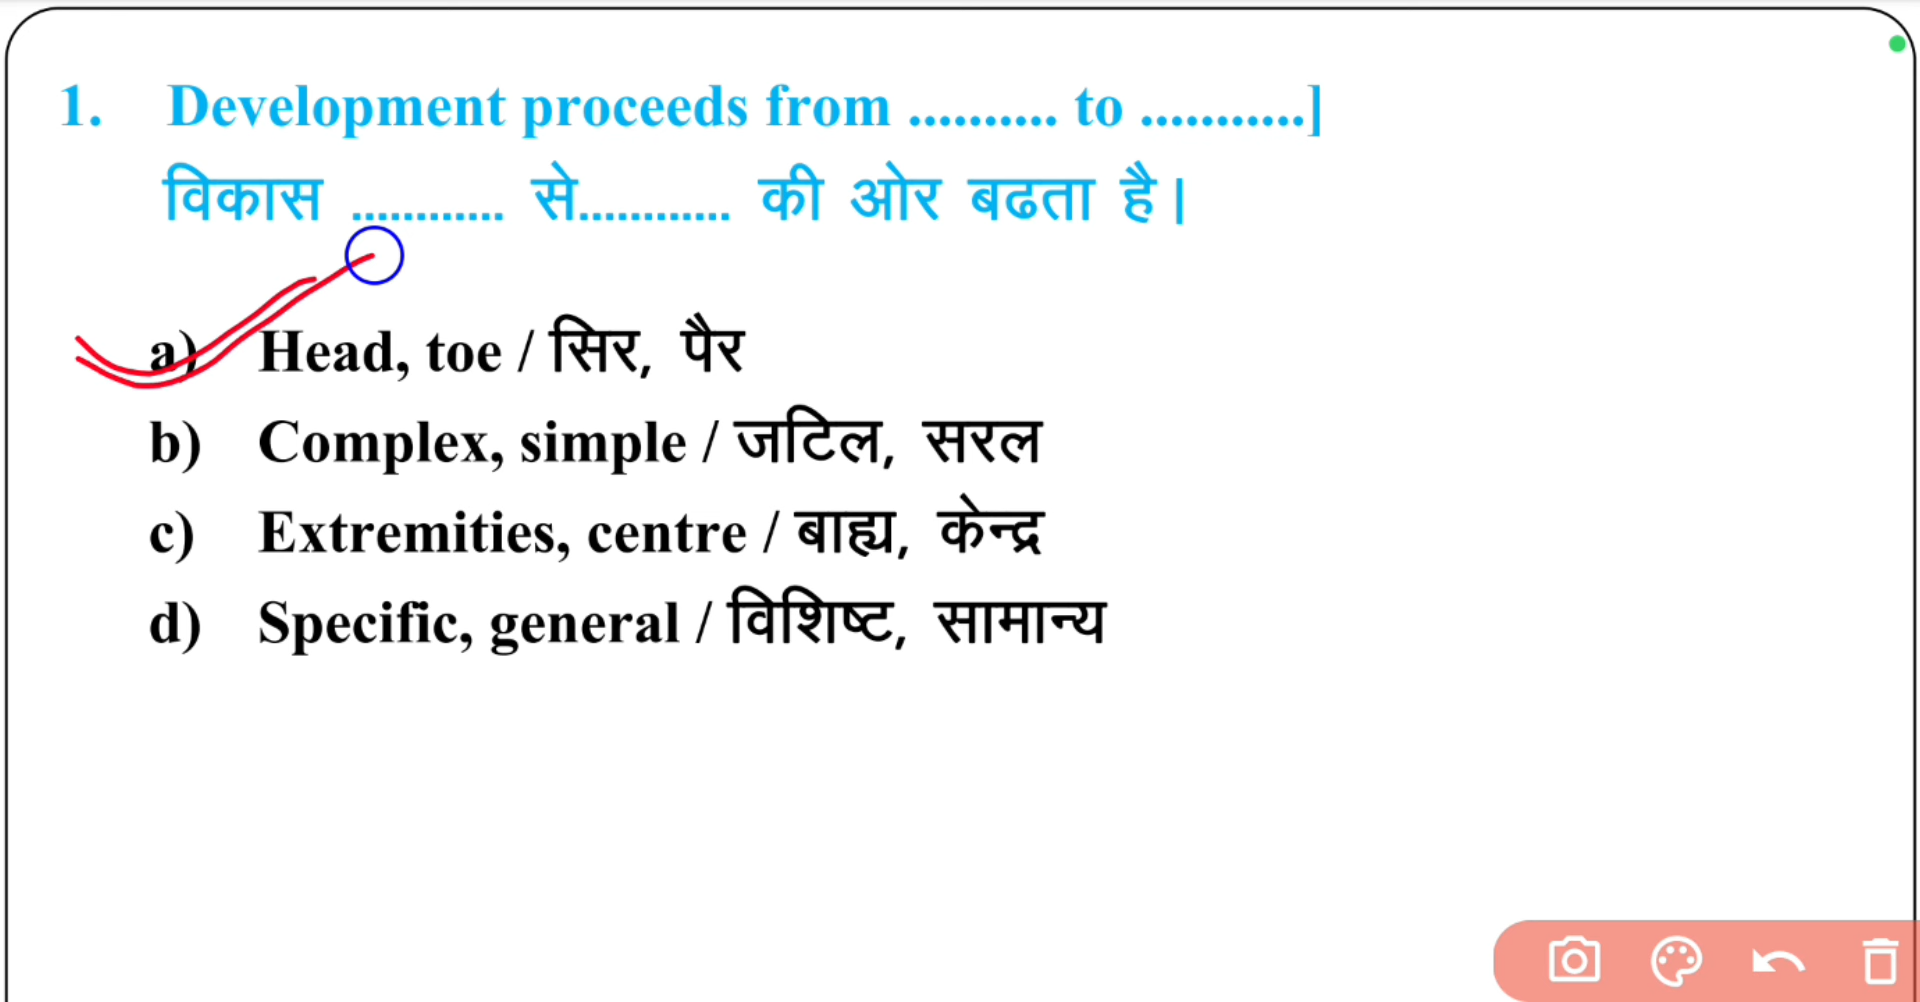 1. Development proceeds from .......... to ...........]
विकास ............ से............ की ओर बढता है।
a) Head, toe / सिर, पैर
b) Complex, simple / जटिल, सरल
c) Extremities, centre / बाह्य, केन्द्र
d) Specific, general / विशिष्ट, सामान्य